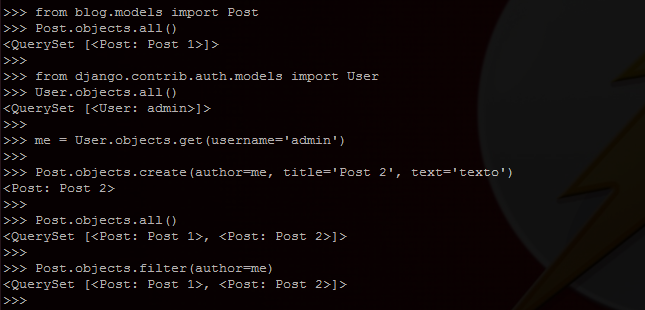 >>> from blog.models import Post
>>> Post.objects.all()
<QuerySet [<Post: Post 1>]>
>>>
>>> from django.contrib.auth.models import User
>>> User.objects.all()
<QuerySet [<User: admin>]>
>>>
>>> me = User.objects.get(username='admin')
>>>
>>> Post.objects.create(author=me, title='Post 2', text='texto')
<Post: Post 2>
>>>
>>> Post.objects.all()
<QuerySet [<Post: Post 1>, <Post: Post 2>]>
>>>
>>> Post.objects.filter(author=me)
<QuerySet [<Post: Post 1>, <Post: Post 2>]>
>>>